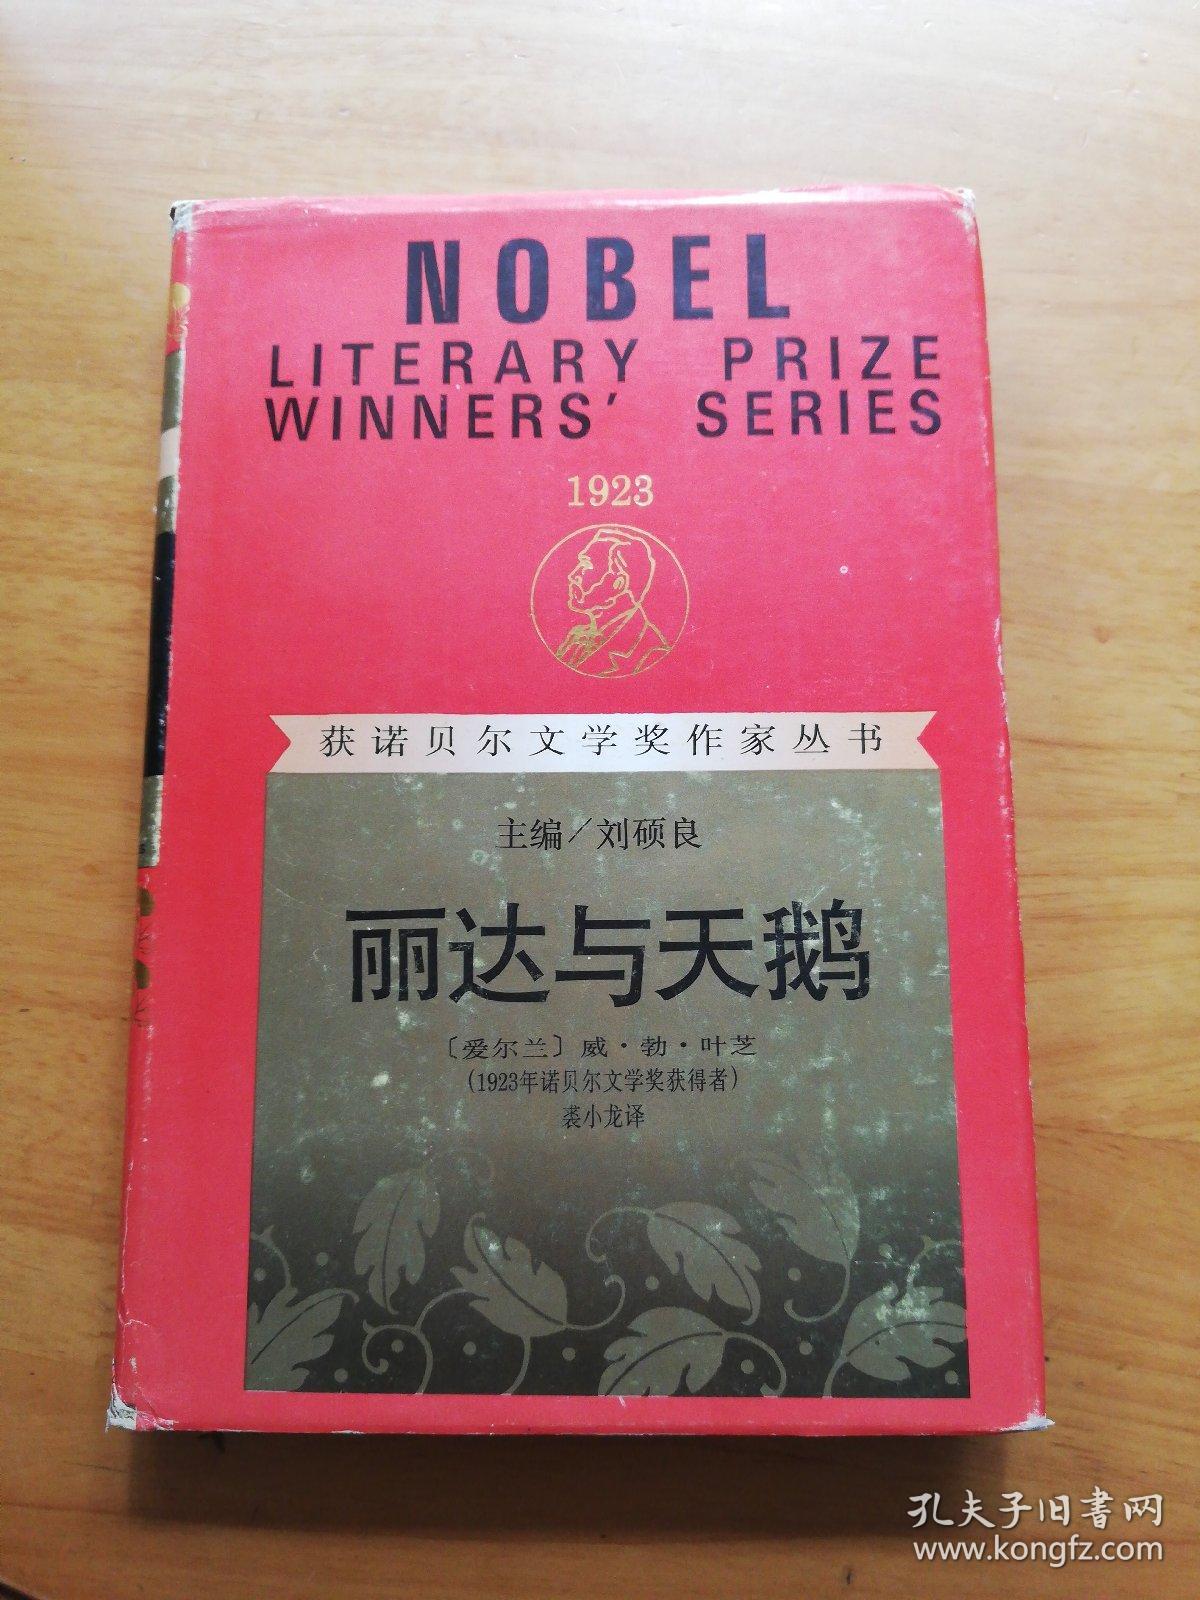 NOBEL
LITERARY PRIZE
WINNERS' SERIES
1923
获诺贝尔文学奖作家丛书
主编/刘硕良
丽达与天鹅
〔爱尔兰〕威·勃·叶芝
(1923年诺贝尔文学奖获得者)
裘小龙译
孔夫子旧书网
www.kongfz.com